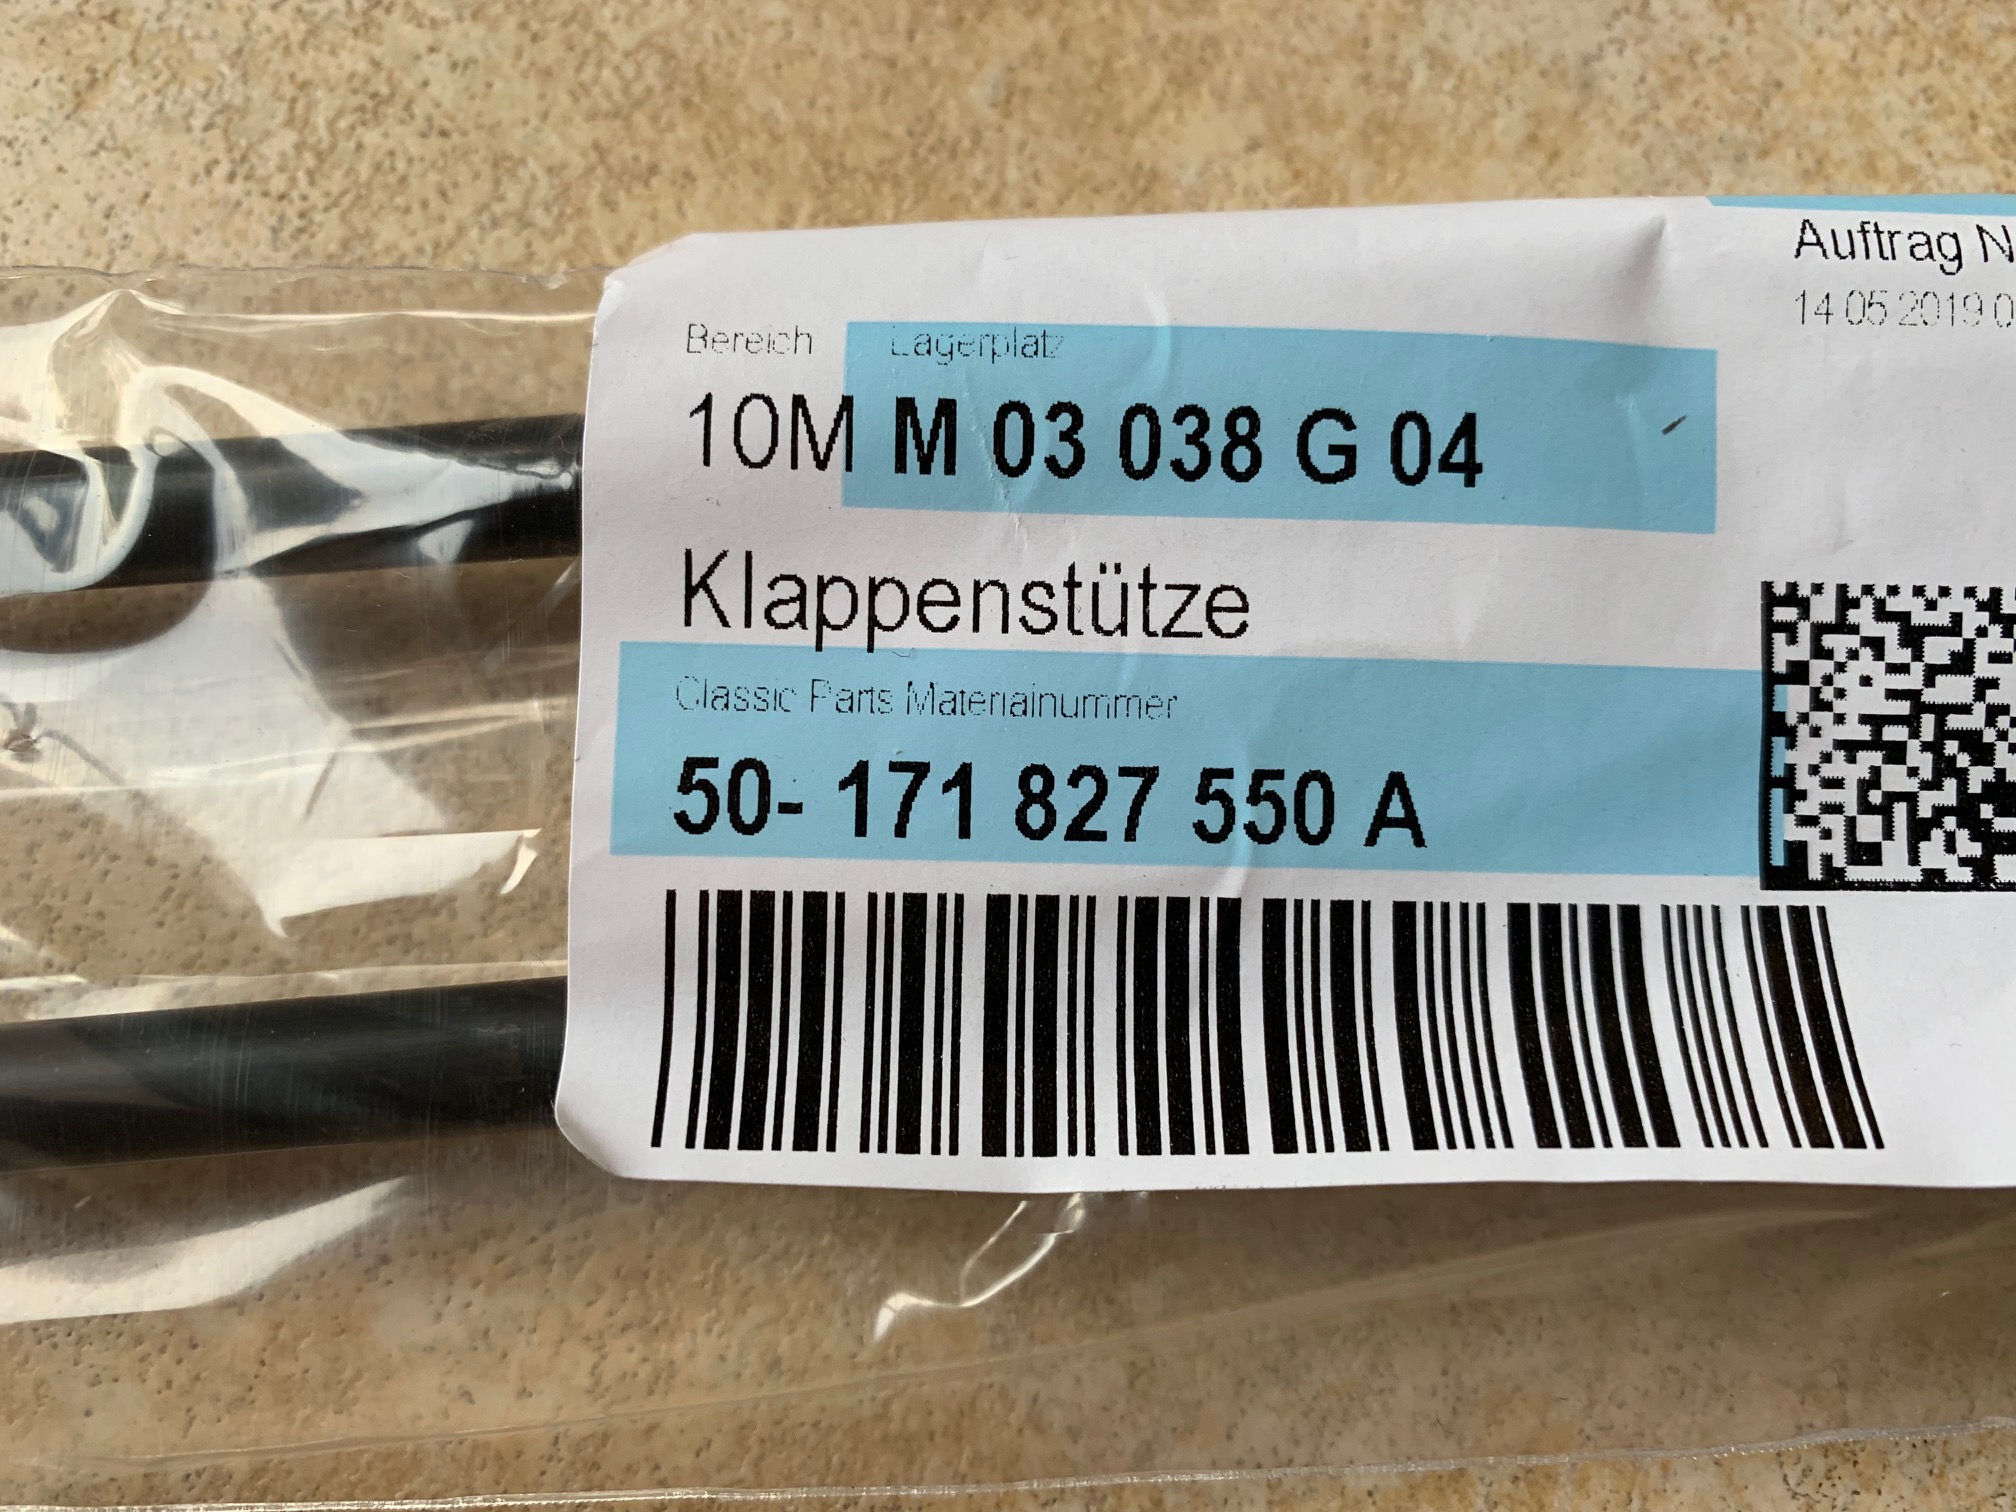 Auftrag N
14 05 2019 0
Bereich Lagerplatz
10M M 03 038 G 04
Klappenstütze
Classic Parts Materialnummer
50- 171 827 550 A